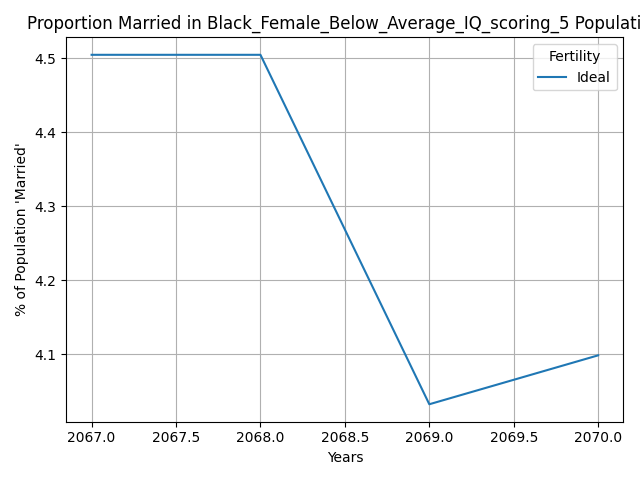 Proportion Married in Black_Female_Below_Average_IQ_scoring_5 Populati
Fertility
Ideal
4.5
4.4
4.3
4.2
4.1
% of Population 'Married'
2067.0 2067.5 2068.0 2068.5 2069.0 2069.5 2070.0
Years